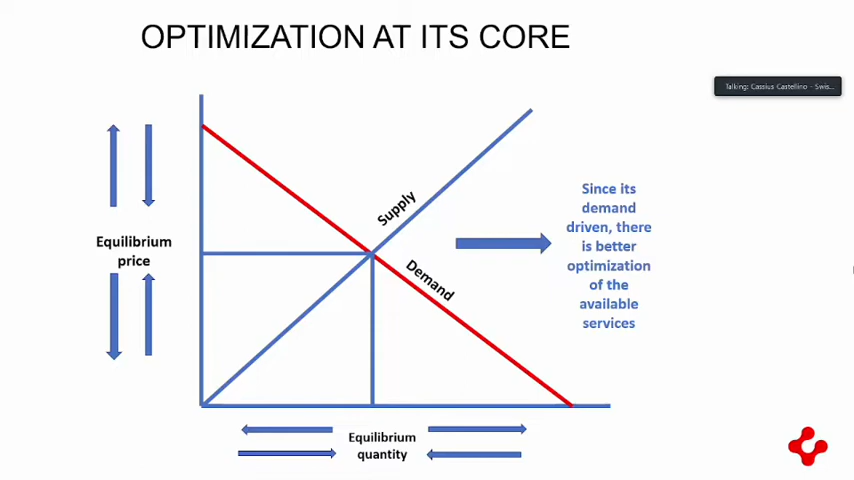 OPTIMIZATION AT ITS CORE
Talking: Cassius Castellino - Swis...
Supply
Demand
Equilibrium
price
Since its
demand
driven, there
is better
optimization
of the
available
services
Equilibrium
quantity